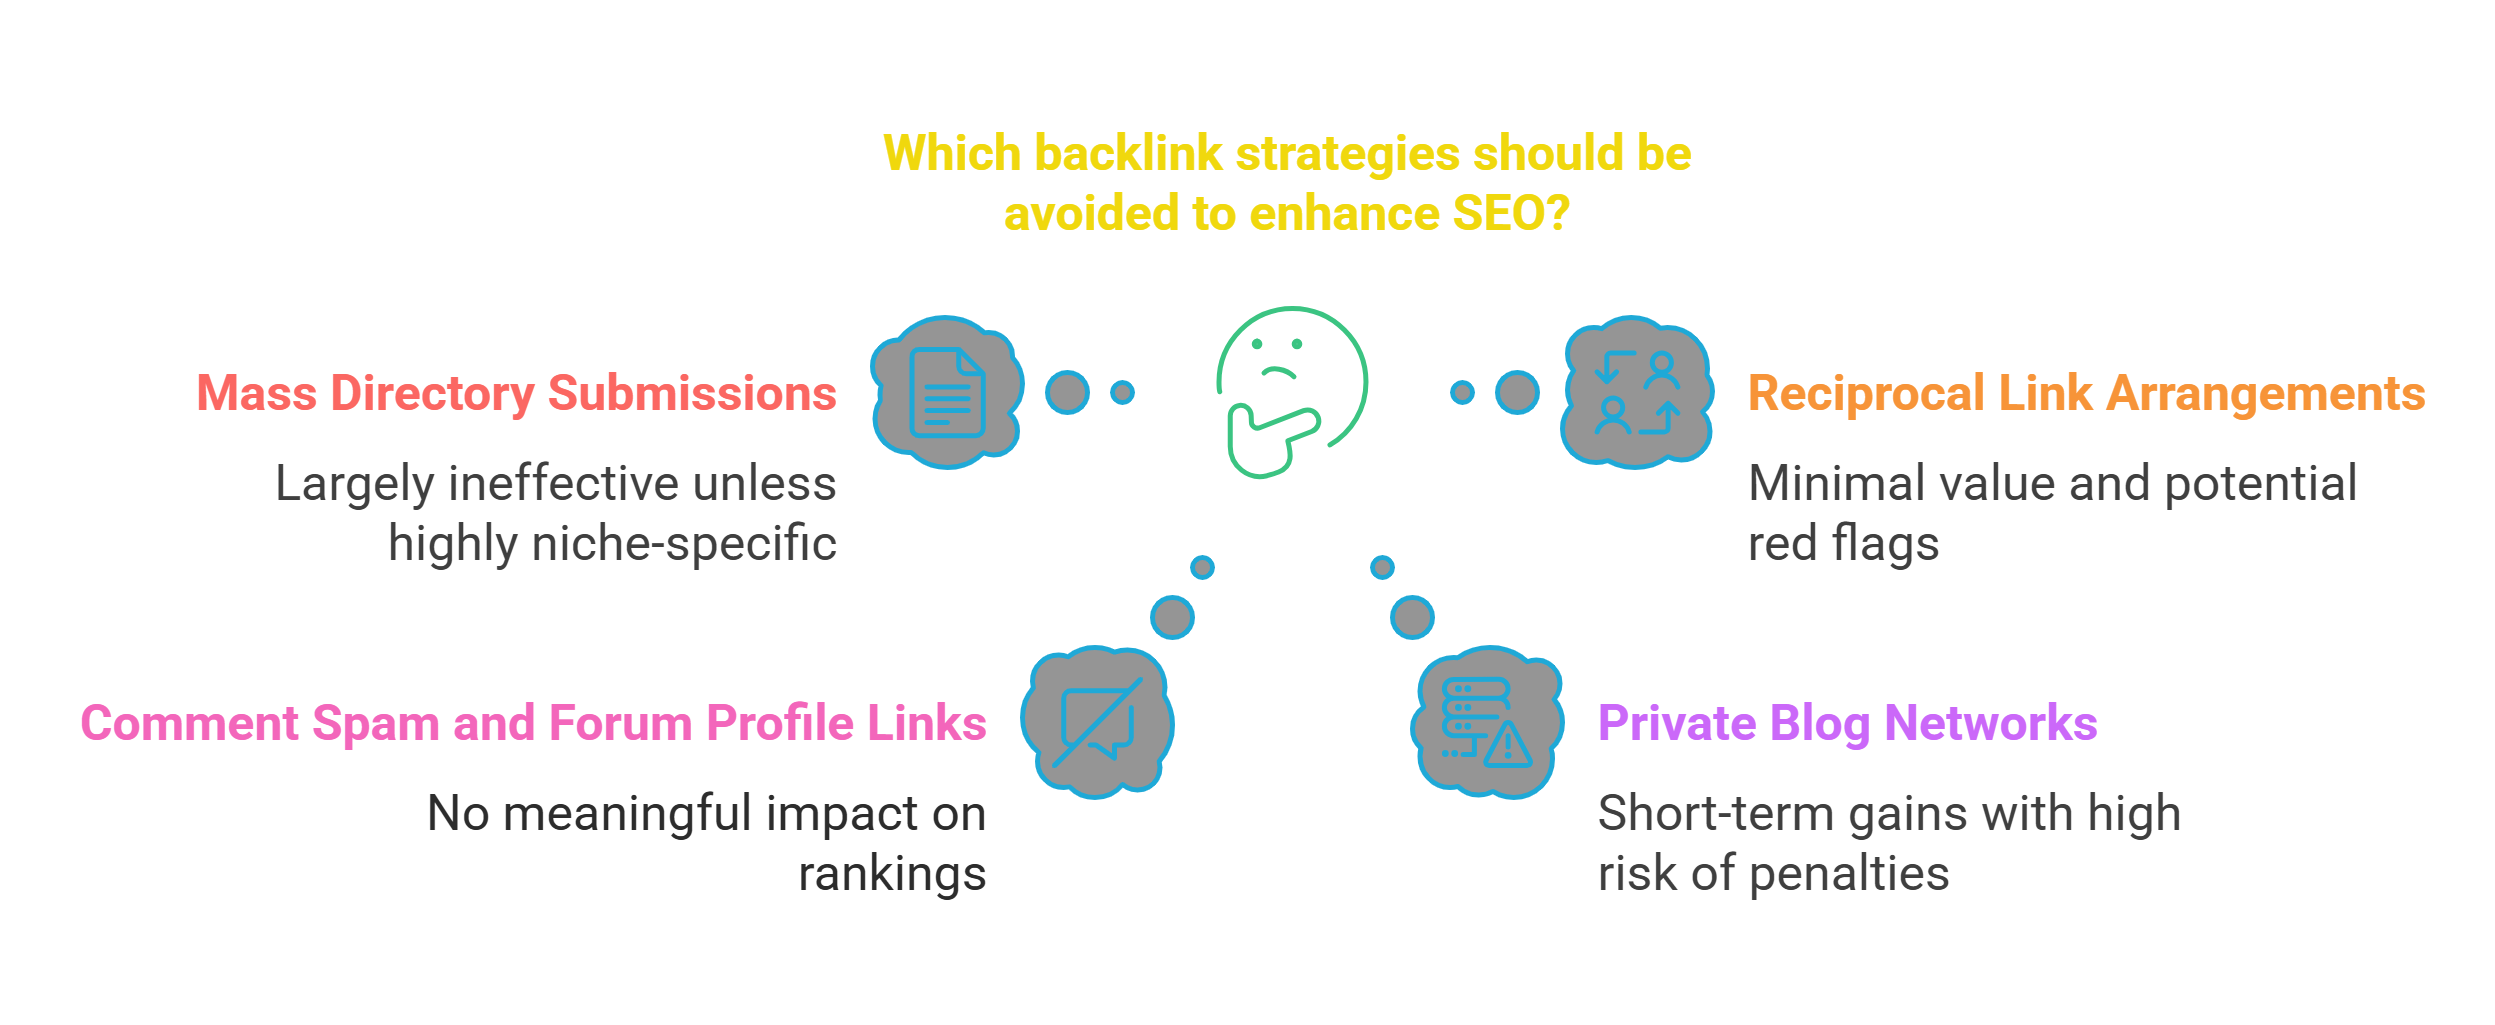 Which backlink strategies should be
avoided to enhance SEO?
Mass Directory Submissions
Largely ineffective unless
highly niche-specific
Reciprocal Link Arrangements
Minimal value and potential
red flags
Comment Spam and Forum Profile Links
No meaningful impact on
rankings
Private Blog Networks
Short-term gains with high
risk of penalties